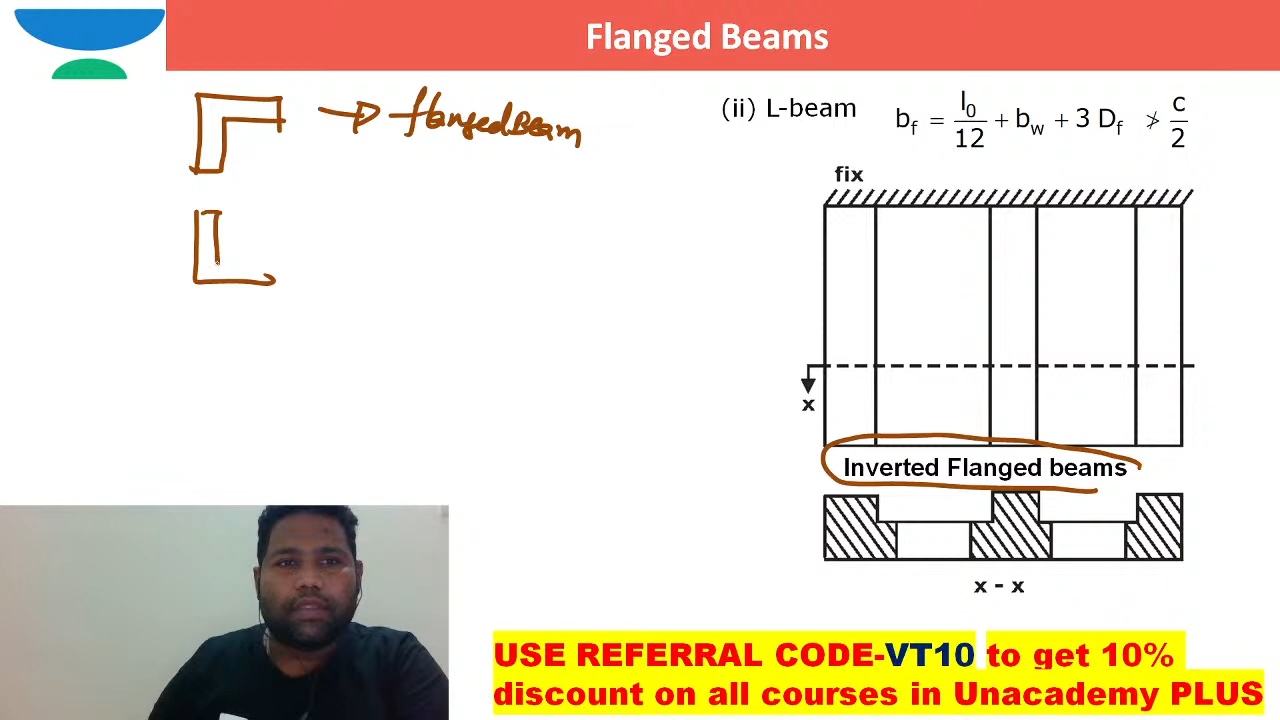 Flanged Beams
flanged Beam
(ii) L-beam b_f = l_0/12 + b_w + 3 D_f ≯ c/2
fix
x
Inverted Flanged beams
x - x
USE REFERRAL CODE-VT10 to get 10%
discount on all courses in Unacademy PLUS